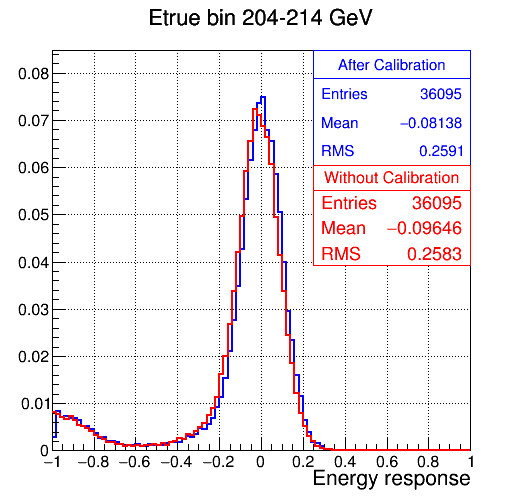 Etrue bin 204-214 GeV
After Calibration
Entries 36095
Mean −0.08138
RMS 0.2591
Without Calibration
Entries 36095
Mean −0.09646
RMS 0.2583
0.08
0.07
0.06
0.05
0.04
0.03
0.02
0.01
0
−1 −0.8 −0.6 −0.4 −0.2 0 0.2 0.4 0.6 0.8 1
Energy response